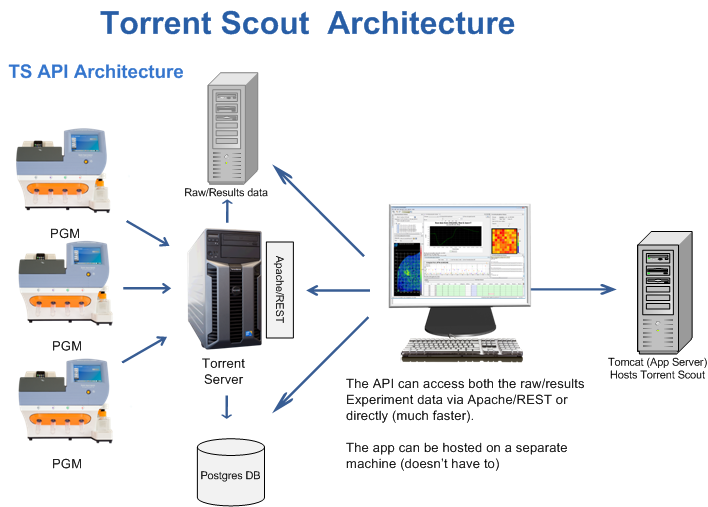 Torrent Scout Architecture
TS API Architecture
Raw/Results data
PGM
PGM
PGM
Apache/REST
Torrent
Server
Postgres DB
Tomcat (App Server)
Hosts Torrent Scout
The API can access both the raw/results
Experiment data via Apache/REST or
directly (much faster).
The app can be hosted on a separate
machine (doesn't have to)